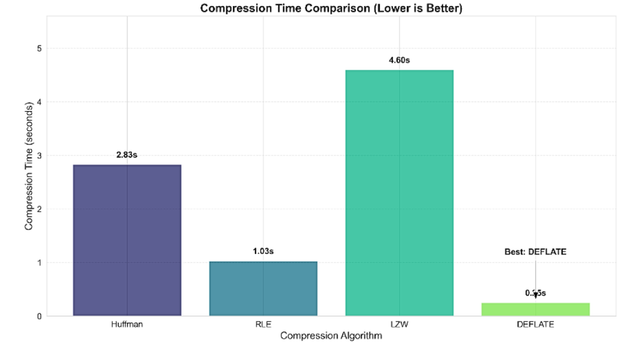 Compression Time Comparison (Lower is Better)
Compression Time (seconds)
5
4
3
2
1
0
2.83s
1.03s
4.60s
Best: DEFLATE
Huffman
RLE
LZW
DEFLATE
Compression Algorithm